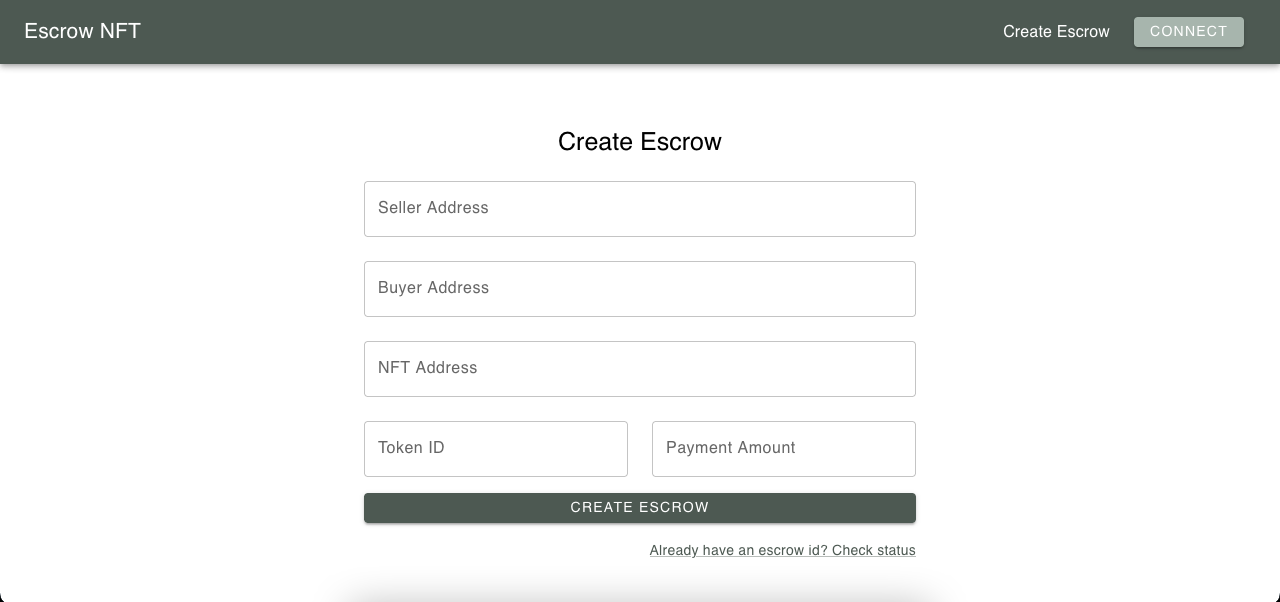 Escrow NFT
Create Escrow
CONNECT
Create Escrow
Seller Address
Buyer Address
NFT Address
Token ID
Payment Amount
CREATE ESCROW
Already have an escrow id? Check status